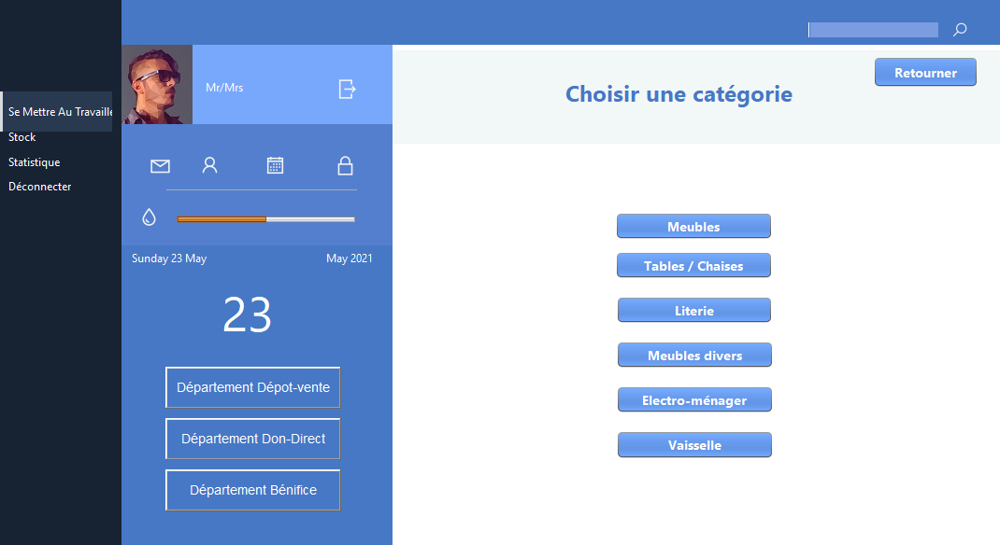 Se Mettre Au Travaille
Stock
Statistique
Déconnecter
Mr/Mrs
Sunday 23 May
May 2021
23
Département Dépot-vente
Département Don-Direct
Département Bénifice
Choisir une catégorie
Retourner
Meubles
Tables / Chaises
Literie
Meubles divers
Electro-ménager
Vaisselle